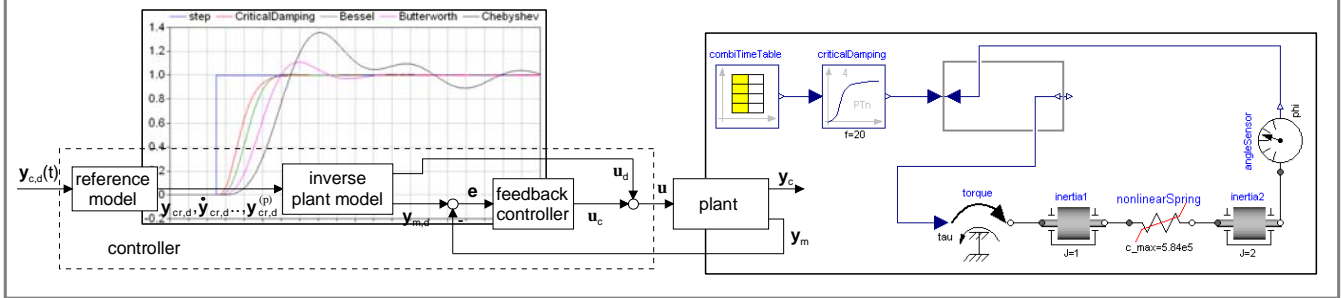 step CriticalDamping Bessel Butterworth Chebyshev
1.4
1.2
1.0
0.8
0.6
0.4
0.2
0.0
-0.2
y_c,d(t)
reference
model
y_cr,d, ẏ_cr,d ..., y_cr,d^(p)
inverse
plant model
y_m,d
e
-
feedback
controller
u_d
u_c
u
plant
y_c
y_m
controller
combiTimeTable
criticalDamping
4
PTn
f=20
phi
angleSensor
torque
tau
inertia1
J=1
nonlinearSpring
c_max=5.84e5
inertia2
J=2